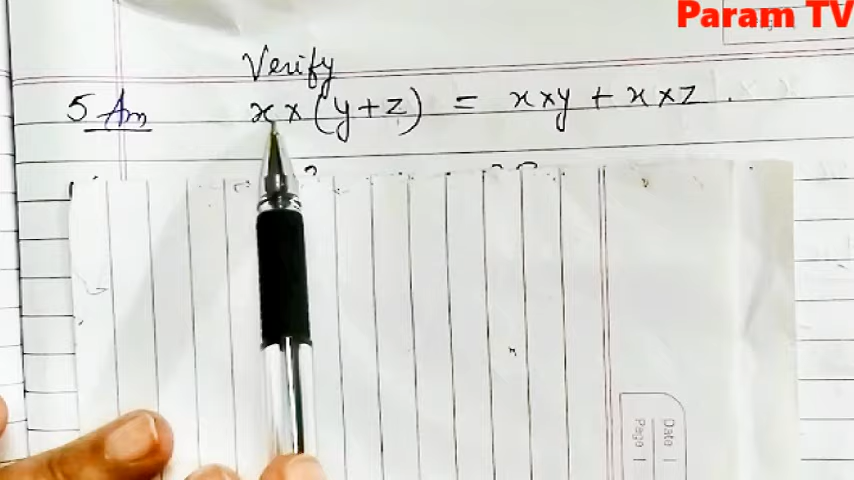 Param TV
Verify
5 Am x × (y + z) = x × y + x × z .
Date
Page